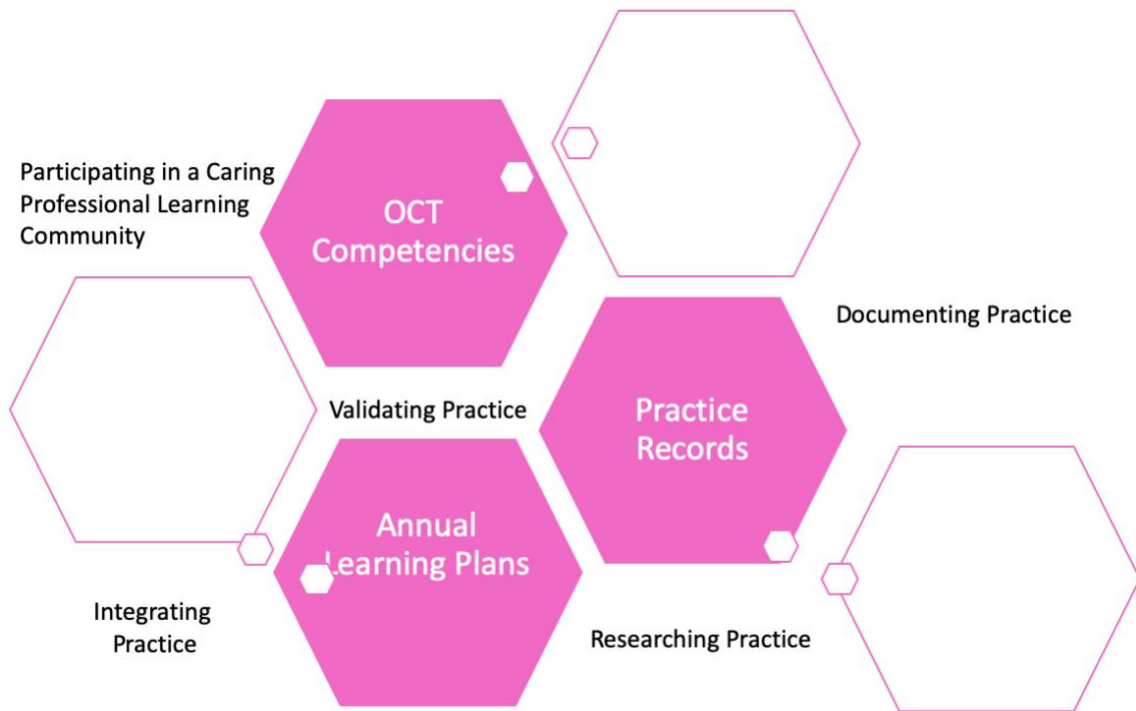 Participating in a Caring
Professional Learning
Community
OCT
Competencies
Documenting Practice
Validating Practice
Practice
Records
Annual
Learning Plans
Integrating
Practice
Researching Practice